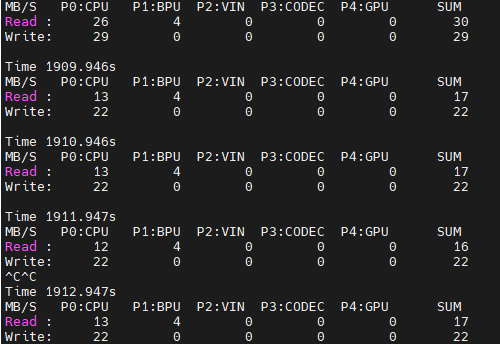 MB/S   P0:CPU   P1:BPU  P2:VIN  P3:CODEC  P4:GPU      SUM
Read :     26        4        0         0        0       30
Write:     29        0        0         0        0       29

Time 1909.946s
MB/S   P0:CPU   P1:BPU  P2:VIN  P3:CODEC  P4:GPU      SUM
Read :     13        4        0         0        0       17
Write:     22        0        0         0        0       22

Time 1910.946s
MB/S   P0:CPU   P1:BPU  P2:VIN  P3:CODEC  P4:GPU      SUM
Read :     13        4        0         0        0       17
Write:     22        0        0         0        0       22

Time 1911.947s
MB/S   P0:CPU   P1:BPU  P2:VIN  P3:CODEC  P4:GPU      SUM
Read :     12        4        0         0        0       16
Write:     22        0        0         0        0       22
^C^C
Time 1912.947s
MB/S   P0:CPU   P1:BPU  P2:VIN  P3:CODEC  P4:GPU      SUM
Read :     13        4        0         0        0       17
Write:     22        0        0         0        0       22